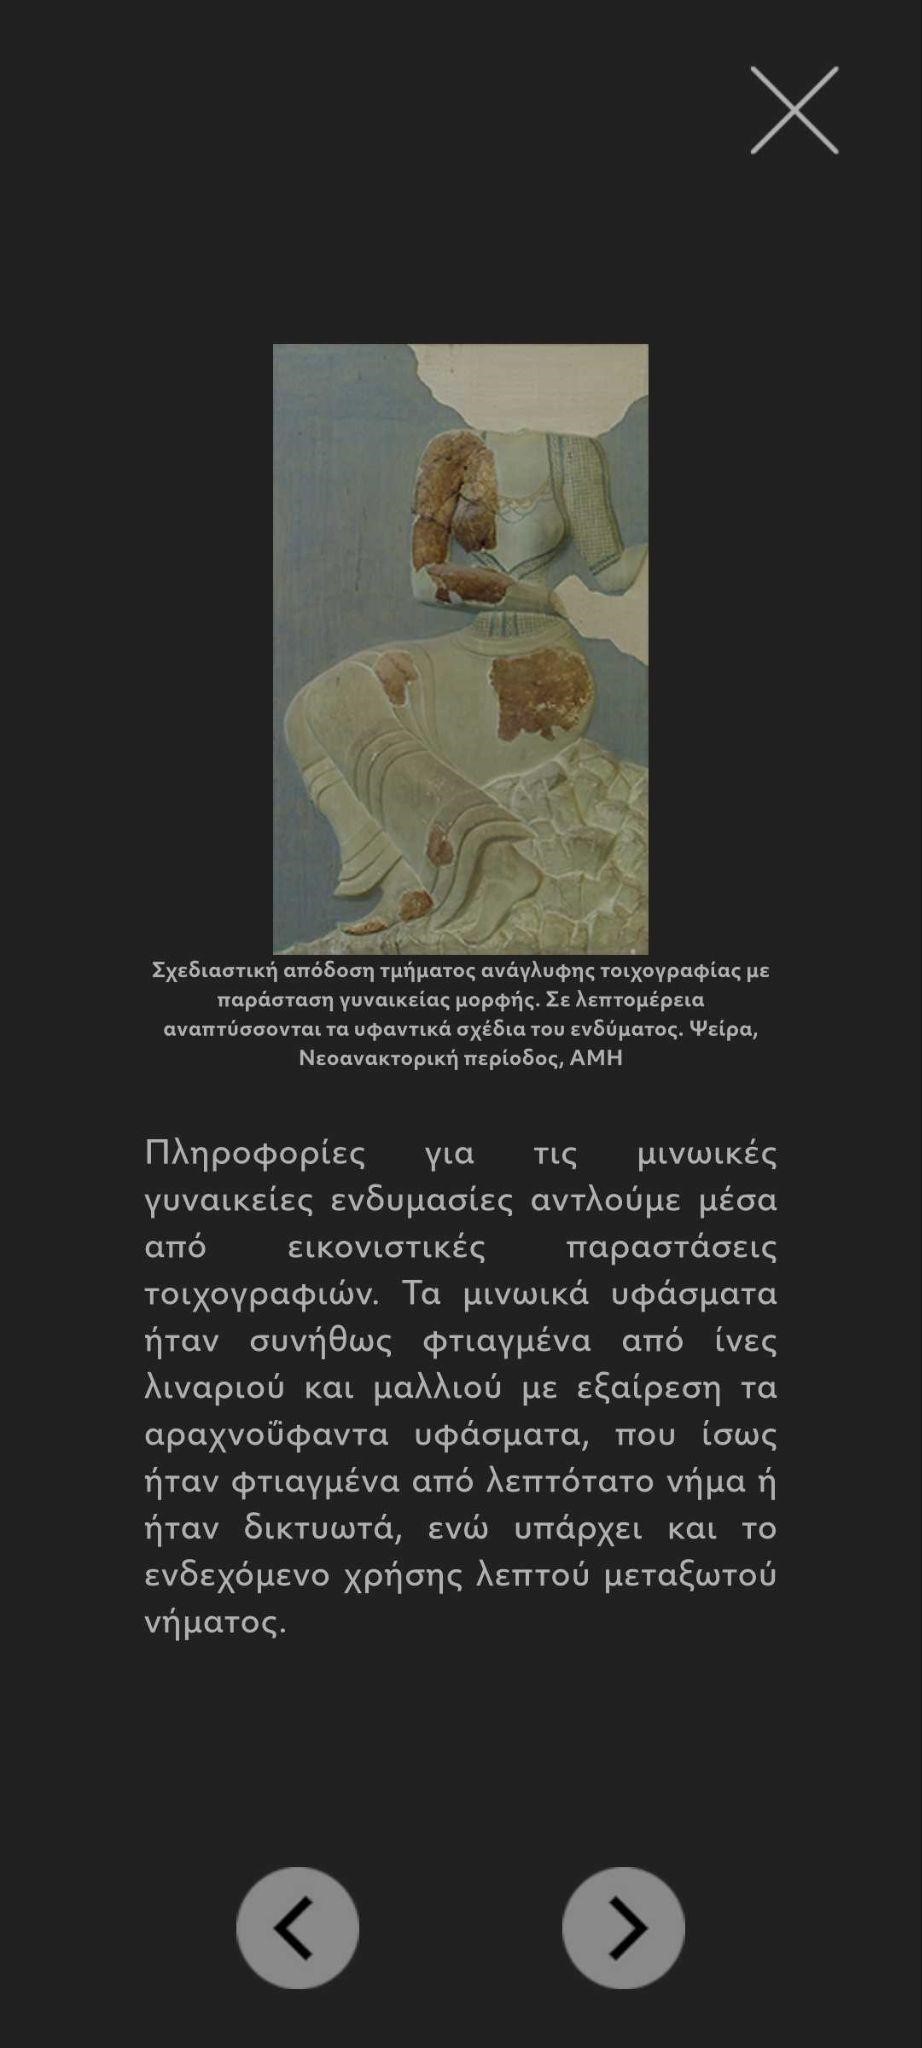 Σχεδιαστική απόδοση τμήματος ανάγλυφης τοιχογραφίας με
παράσταση γυναικείας μορφής. Σε λεπτομέρεια
αναπτύσσονται τα υφαντικά σχέδια του ενδύματος. Ψείρα,
Νεοανακτορική περίοδος, ΑΜΗ
Πληροφορίες για τις μινωικές
γυναικείες ενδυμασίες αντλούμε μέσα
από εικονιστικές παραστάσεις
τοιχογραφιών. Τα μινωικά υφάσματα
ήταν συνήθως φτιαγμένα από ίνες
λιναριού και μαλλιού με εξαίρεση τα
αραχνοΰφαντα υφάσματα, που ίσως
ήταν φτιαγμένα από λεπτότατο νήμα ή
ήταν δικτυωτά, ενώ υπάρχει και το
ενδεχόμενο χρήσης λεπτού μεταξωτού
νήματος.